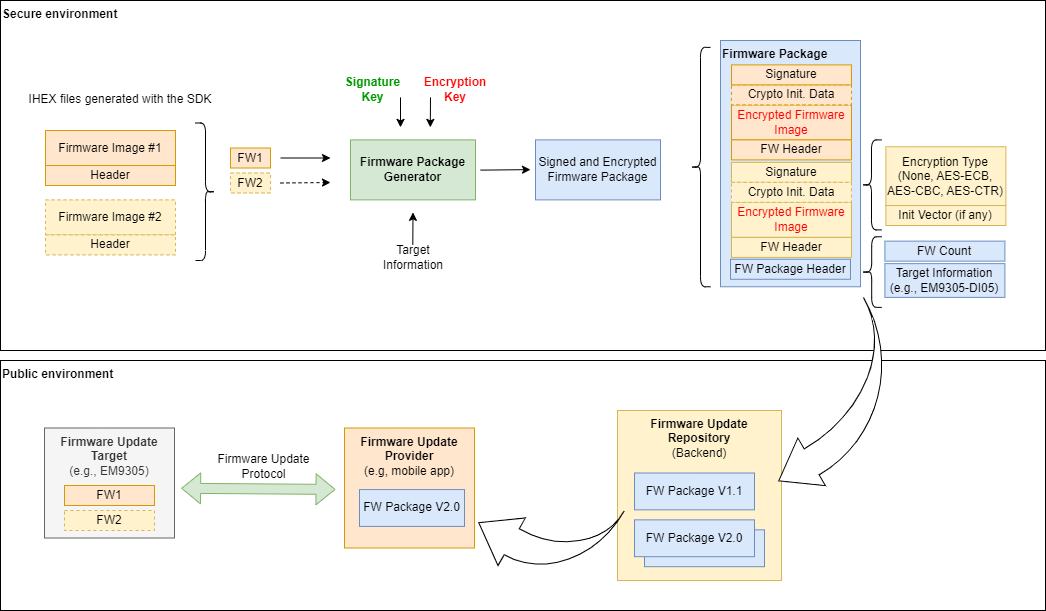 Secure environment
IHEX files generated with the SDK
Firmware Image #1
Header
Firmware Image #2
Header
FW1
FW2
Signature
Key
Encryption
Key
Firmware Package
Generator
Target
Information
Signed and Encrypted
Firmware Package
Firmware Package
Signature
Crypto Init. Data
Encrypted Firmware
Image
FW Header
Signature
Crypto Init. Data
Encrypted Firmware
Image
FW Header
FW Package Header
Encryption Type
(None, AES-ECB,
AES-CBC, AES-CTR)
Init Vector (if any)
FW Count
Target Information
(e.g., EM9305-DI05)
Public environment
Firmware Update
Target
(e.g., EM9305)
FW1
FW2
Firmware Update
Protocol
Firmware Update
Provider
(e.g, mobile app)
FW Package V2.0
Firmware Update
Repository
(Backend)
FW Package V1.1
FW Package V2.0